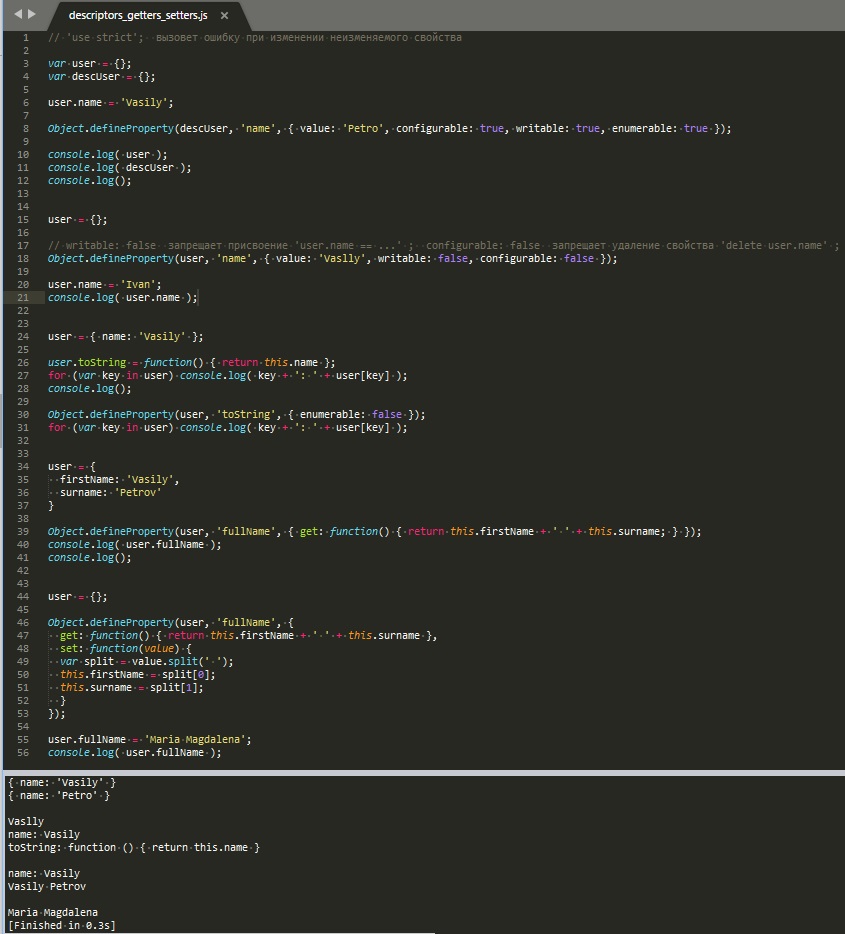 descriptors_getters_setters.js ×
1 // 'use strict'; вызовет ошибку при изменении неизменяемого свойства
2
3 var user = {};
4 var descUser = {};
5
6 user.name = 'Vasily';
7
8 Object.defineProperty(descUser, 'name', { value: 'Petro', configurable: true, writable: true, enumerable: true });
9
10 console.log( user );
11 console.log( descUser );
12 console.log();
13
14
15 user = {};
16
17 // writable: false запрещает присвоение 'user.name == ...' ; configurable: false запрещает удаление свойства 'delete user.name' ;
18 Object.defineProperty(user, 'name', { value: 'Vaslly', writable: false, configurable: false });
19
20 user.name = 'Ivan';
21 console.log( user.name );
22
23
24 user = { name: 'Vasily' };
25
26 user.toString = function() { return this.name };
27 for (var key in user) console.log( key + ': ' + user[key] );
28 console.log();
29
30 Object.defineProperty(user, 'toString', { enumerable: false });
31 for (var key in user) console.log( key + ': ' + user[key] );
32
33
34 user = {
35 firstName: 'Vasily',
36 surname: 'Petrov'
37 }
38
39 Object.defineProperty(user, 'fullName', { get: function() { return this.firstName + ' ' + this.surname; } });
40 console.log( user.fullName );
41 console.log();
42
43
44 user = {};
45
46 Object.defineProperty(user, 'fullName', {
47 get: function() { return this.firstName + ' ' + this.surname },
48 set: function(value) {
49 var split = value.split(' ');
50 this.firstName = split[0];
51 this.surname = split[1];
52 }
53 });
54
55 user.fullName = 'Maria Magdalena';
56 console.log( user.fullName );
{ name: 'Vasily' }
{ name: 'Petro' }

Vaslly
name: Vasily
toString: function () { return this.name }

name: Vasily
Vasily Petrov

Maria Magdalena
[Finished in 0.3s]